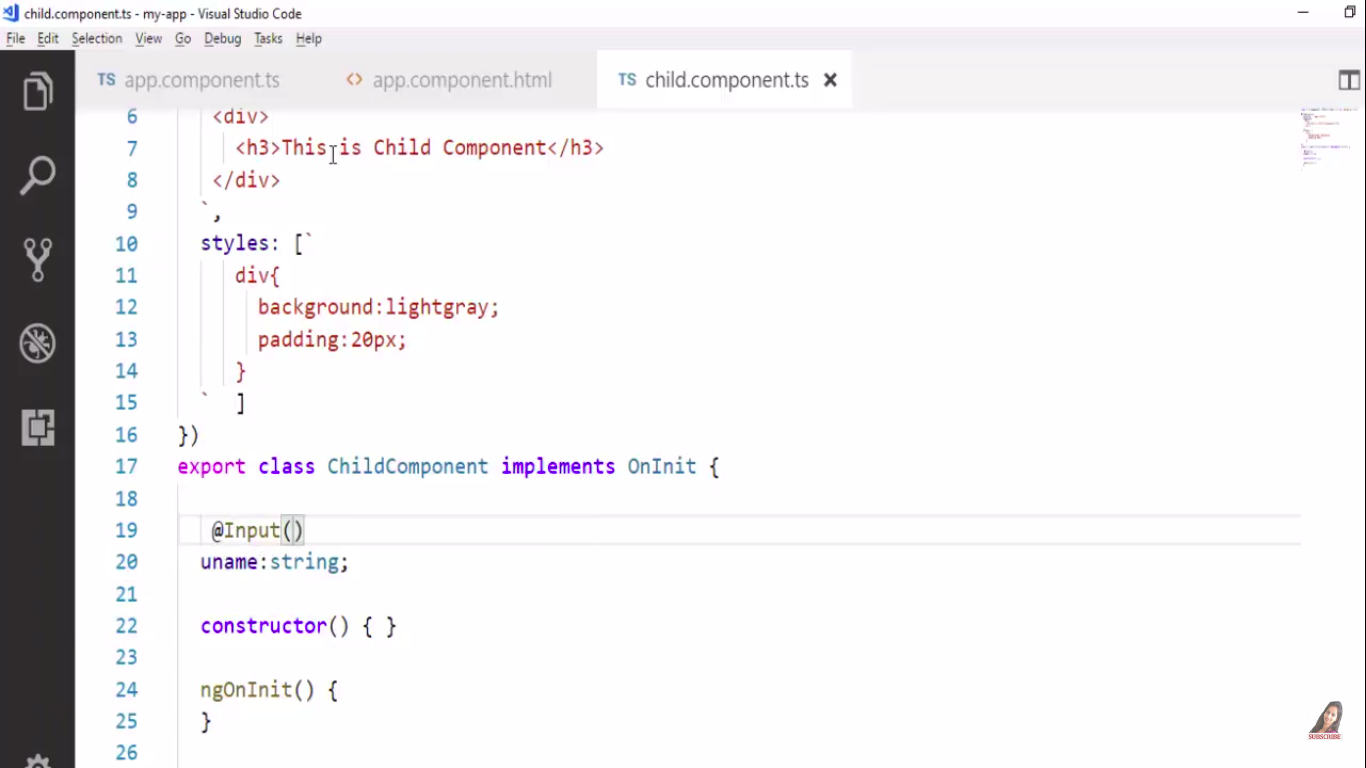 child.component.ts - my-app - Visual Studio Code
File Edit Selection View Go Debug Tasks Help
TS app.component.ts <> app.component.html TS child.component.ts ×
6 <div>
7 <h3>This is Child Component</h3>
8 </div>
9 `,
10 styles: [`
11 div{
12 background:lightgray;
13 padding:20px;
14 }
15 ` ]
16 })
17 export class ChildComponent implements OnInit {
18
19 @Input()
20 uname:string;
21
22 constructor() { }
23
24 ngOnInit() {
25 }
26
SUBSCRIBE